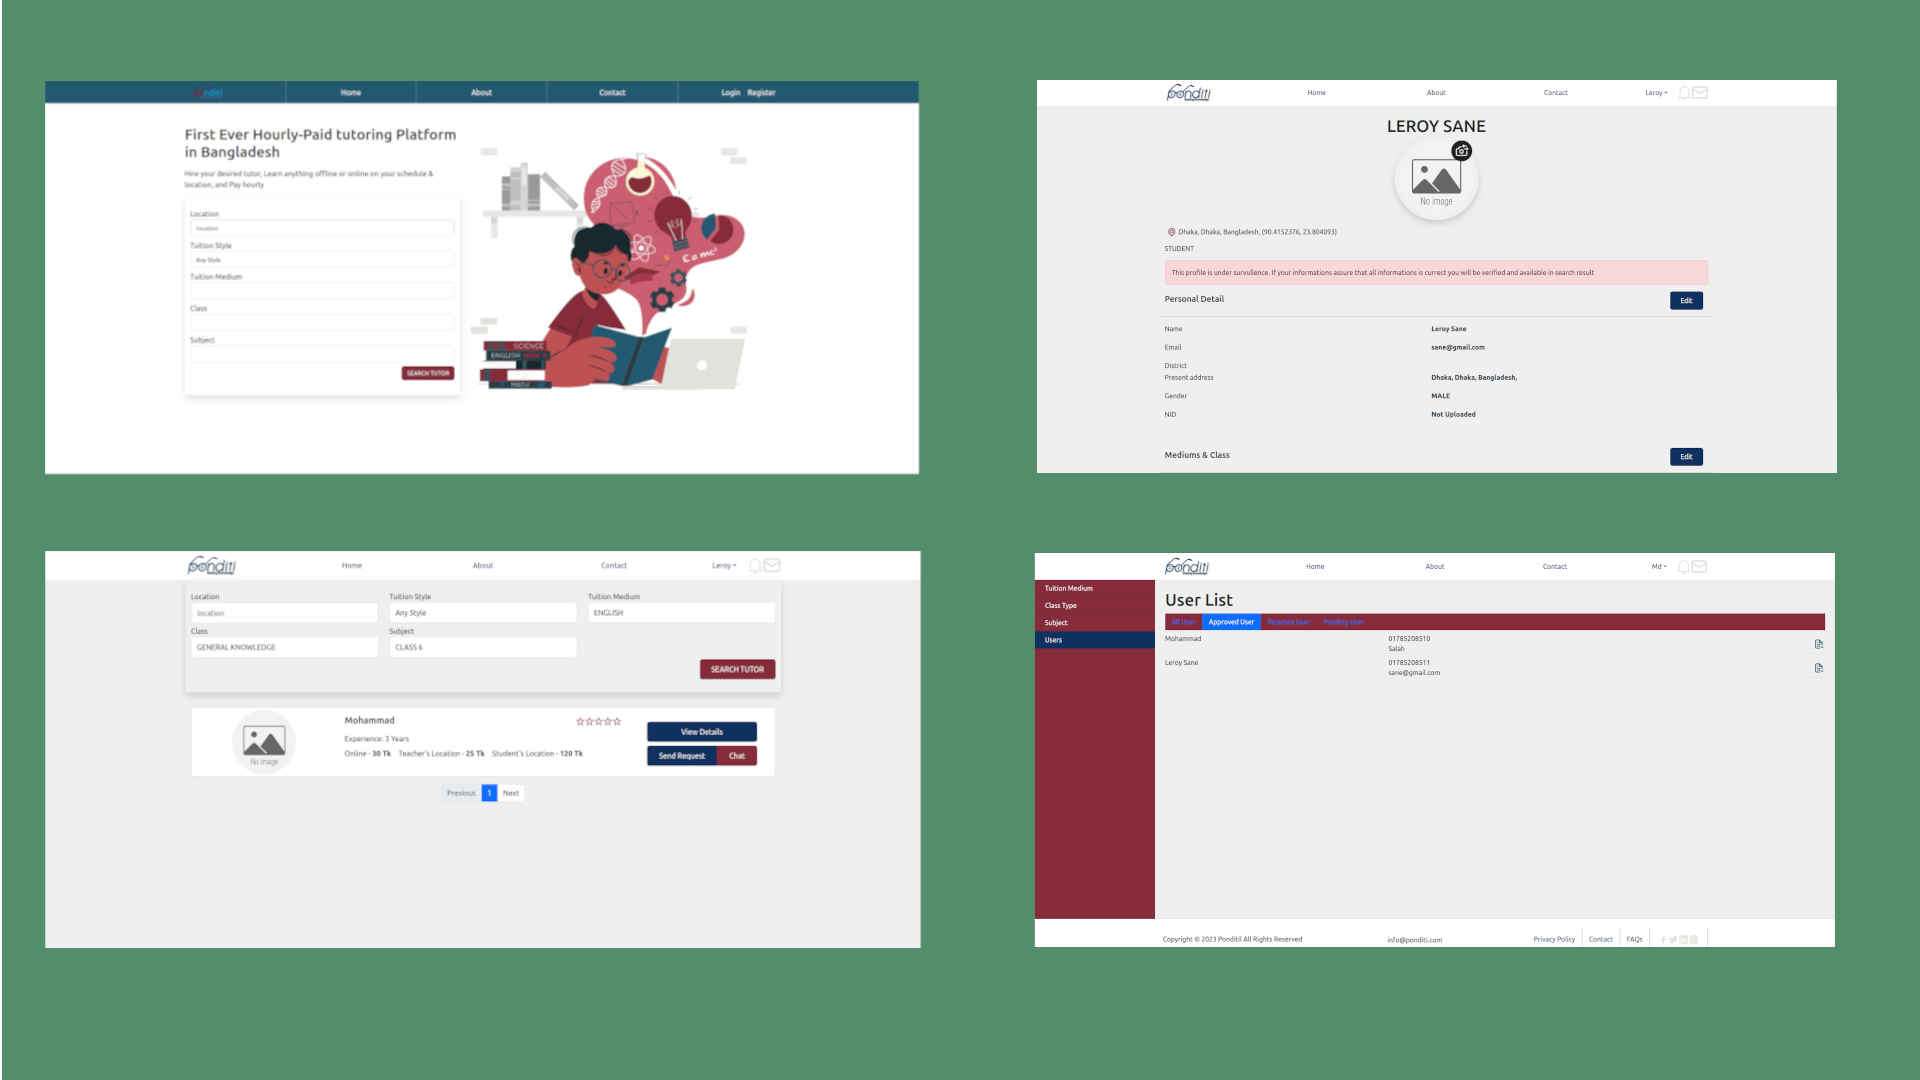 ponditi
Home
About
Contact
Login Register
First Ever Hourly-Paid tutoring Platform
in Bangladesh
Hire your desired tutor, Learn anything offline or online on your schedule &
location, and Pay hourly
Location
location
Tuition Style
Any Style
Tuition Medium
Class
Subject
SEARCH TUTOR
SCIENCE
ENGLISH
ponditi
Home
About
Contact
Leroy
LEROY SANE
No image
Dhaka, Dhaka, Bangladesh, (90.4152376, 23.804093)
STUDENT
This profile is under survullence. If your informations assure that all informations is currect you will be verified and available in search result
Personal Detail
Edit
Name
Leroy Sane
Email
sane@gmail.com
District
Present address
Dhaka, Dhaka, Bangladesh,
Gender
MALE
NID
Not Uploaded
Mediums & Class
Edit
ponditi
Home
About
Contact
Leroy
Location
Tuition Style
Tuition Medium
location
Any Style
ENGLISH
Class
Subject
GENERAL KNOWLEDGE
CLASS 6
SEARCH TUTOR
No image
Mohammad
Experience: 3 Years
Online - 30 Tk Teacher's Location - 25 Tk Student's Location - 120 Tk
View Details
Send Request
Chat
Previous
1
Next
ponditi
Home
About
Contact
Md
Tuition Medium
Class Type
Subject
Users
User List
All User
Approved User
Rejected User
Pending User
Mohammad
01785208510
Salah
Leroy Sane
01785208511
sane@gmail.com
Copyright © 2023 Ponditi All Rights Reserved
info@ponditi.com
Privacy Policy
Contact
FAQs